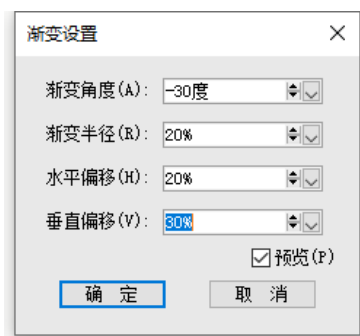 渐变设置
渐变角度(A): -30度
渐变半径(R): 20%
水平偏移(H): 20%
垂直偏移(V): 30%
预览(P)
确 定 取 消